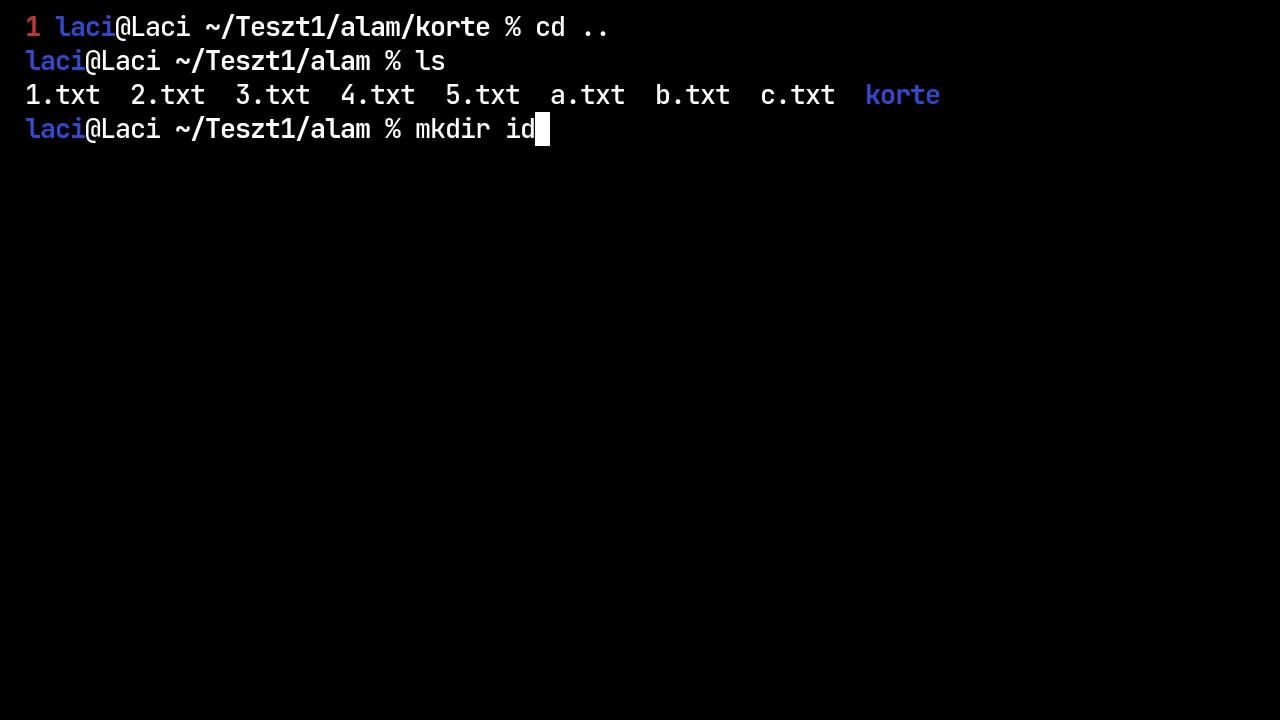 1 laci@Laci ~/Teszt1/alam/korte % cd ..
laci@Laci ~/Teszt1/alam % ls
1.txt  2.txt  3.txt  4.txt  5.txt  a.txt  b.txt  c.txt  korte
laci@Laci ~/Teszt1/alam % mkdir id